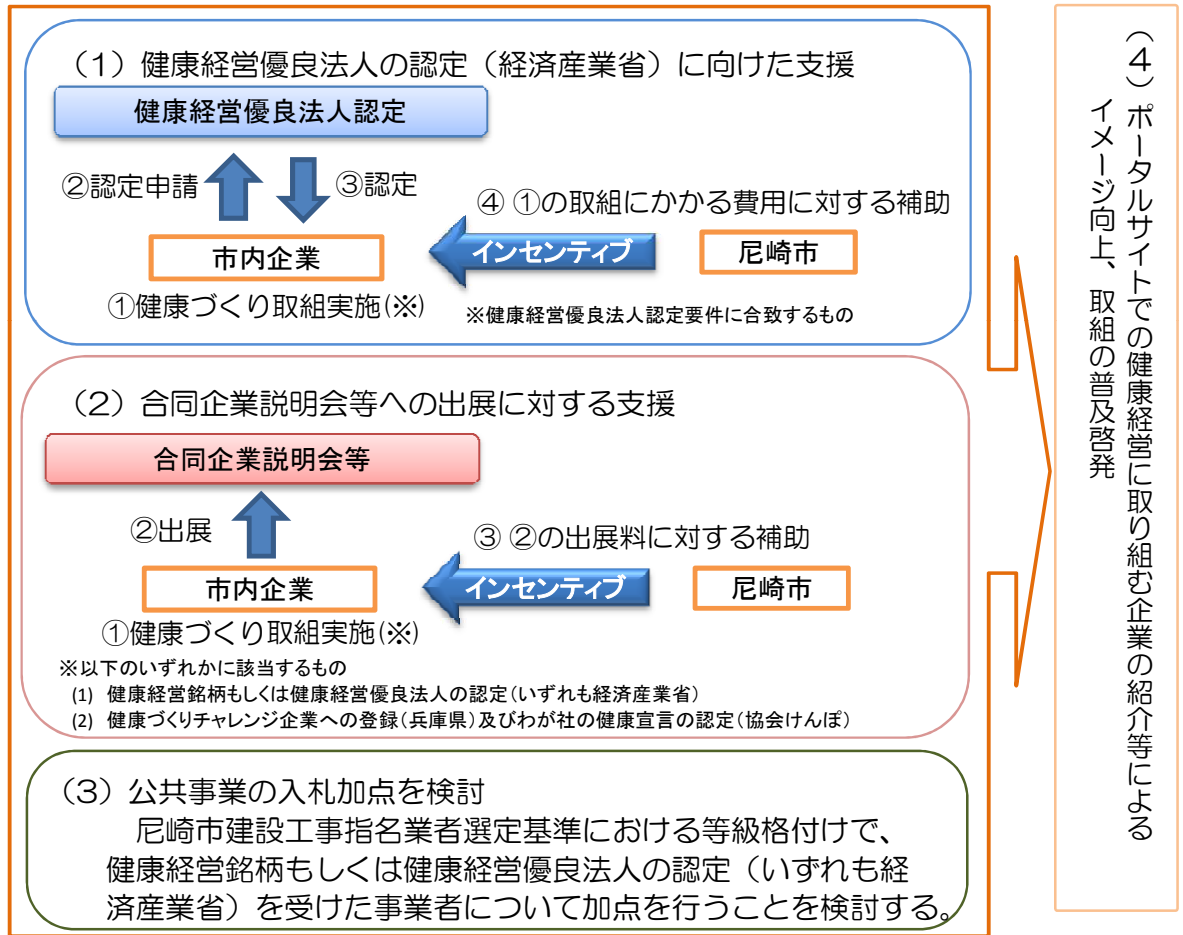 (1) 健康経営優良法人の認定（経済産業省）に向けた支援
健康経営優良法人認定
②認定申請
③認定
④ ①の取組にかかる費用に対する補助
市内企業
インセンティブ
尼崎市
①健康づくり取組実施(※)
※健康経営優良法人認定要件に合致するもの
(2) 合同企業説明会等への出展に対する支援
合同企業説明会等
②出展
③ ②の出展料に対する補助
市内企業
インセンティブ
尼崎市
①健康づくり取組実施(※)
※以下のいずれかに該当するもの
(1) 健康経営銘柄もしくは健康経営優良法人の認定(いずれも経済産業省)
(2) 健康づくりチャレンジ企業への登録(兵庫県)及びわが社の健康宣言の認定(協会けんぽ)
(3) 公共事業の入札加点を検討
尼崎市建設工事指名業者選定基準における等級格付けで、
健康経営銘柄もしくは健康経営優良法人の認定（いずれも経
済産業省）を受けた事業者について加点を行うことを検討する。
(4) ポータルサイトでの健康経営に取り組む企業の紹介等による
イメージ向上、取組の普及啓発